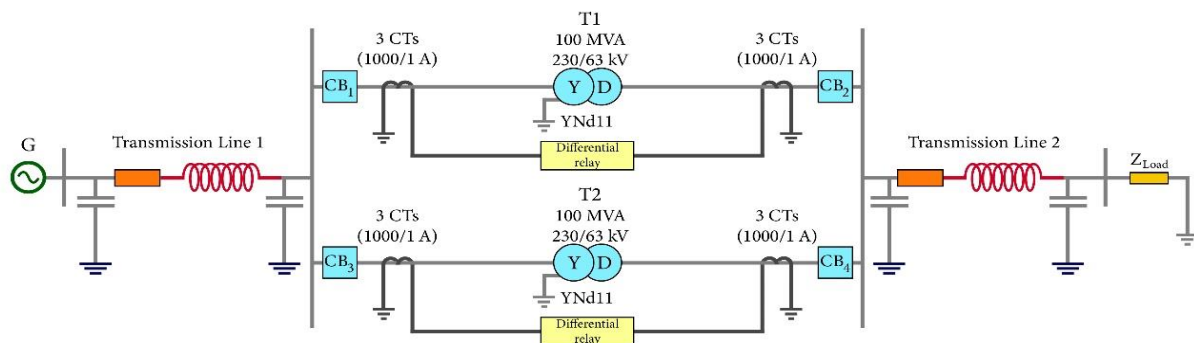 T1
100 MVA
230/63 kV
3 CTs
(1000/1 A)
3 CTs
(1000/1 A)
CB1
Y D
CB2
YNd11
Differential
relay
G
Transmission Line 1
Transmission Line 2
ZLoad
T2
100 MVA
230/63 kV
3 CTs
(1000/1 A)
3 CTs
(1000/1 A)
CB3
Y D
CB4
YNd11
Differential
relay